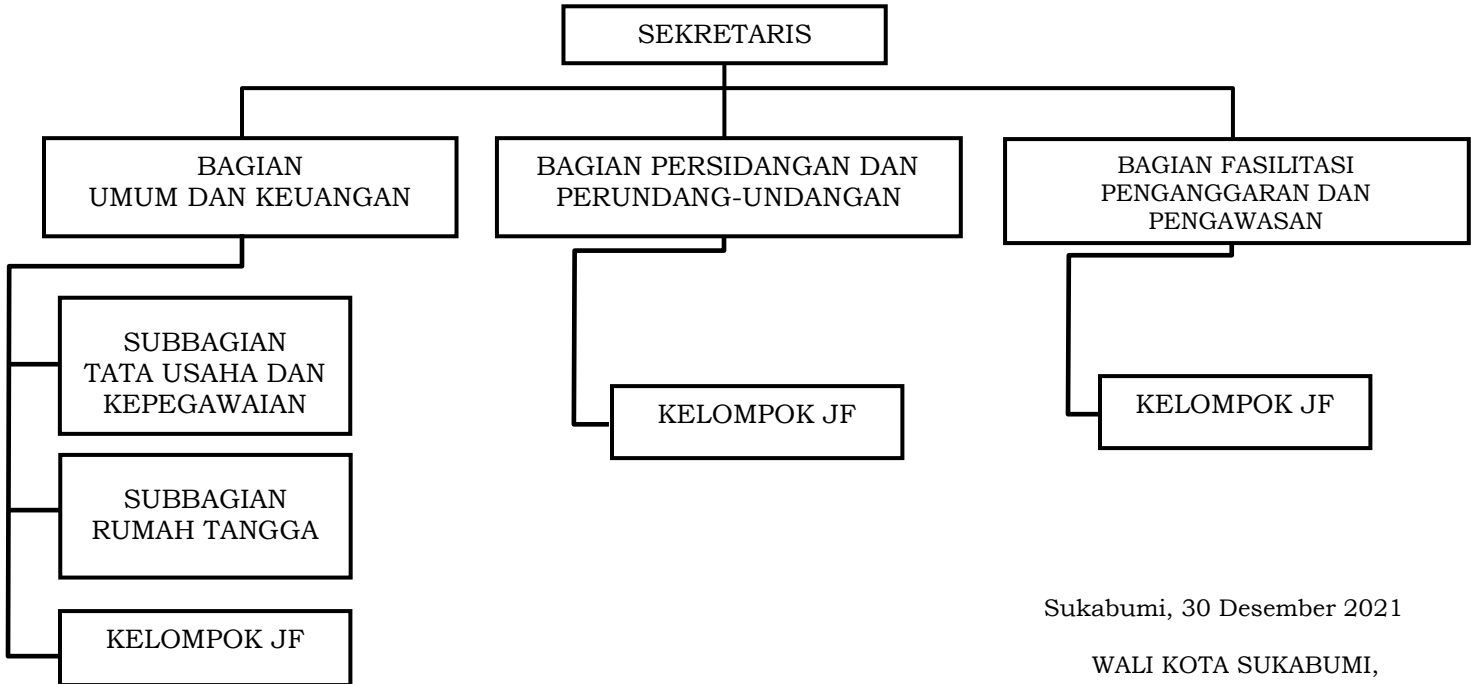 SEKRETARIS
BAGIAN
UMUM DAN KEUANGAN
BAGIAN PERSIDANGAN DAN
PERUNDANG-UNDANGAN
BAGIAN FASILITASI
PENGANGGARAN DAN
PENGAWASAN
SUBBAGIAN
TATA USAHA DAN
KEPEGAWAIAN
SUBBAGIAN
RUMAH TANGGA
KELOMPOK JF
KELOMPOK JF
KELOMPOK JF
Sukabumi, 30 Desember 2021
WALI KOTA SUKABUMI,